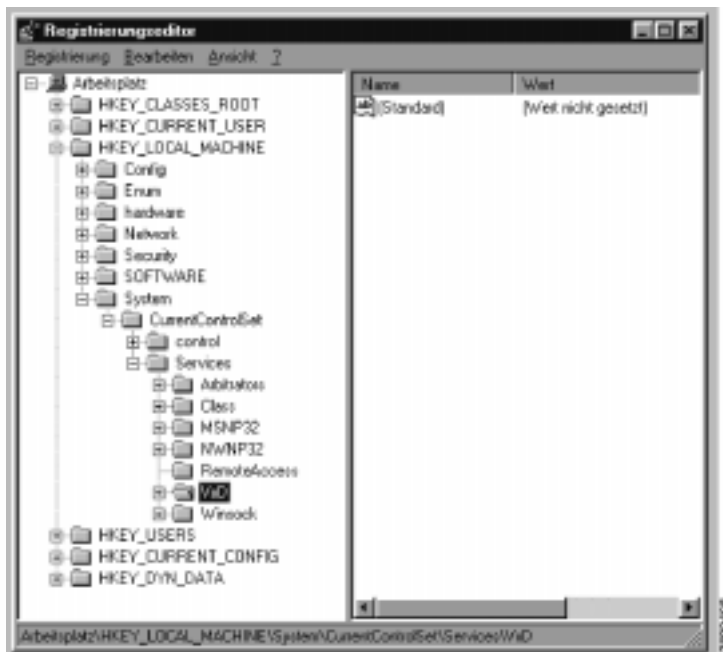 Registrierungseditor
Registrierung Bearbeiten Ansicht ?
Arbeitsplatz
HKEY_CLASSES_ROOT
HKEY_CURRENT_USER
HKEY_LOCAL_MACHINE
Config
Enum
hardware
Network
Security
SOFTWARE
System
CurrentControlSet
control
Services
Arbitrators
Class
MSNP32
NWNP32
RemoteAccess
VxD
Winsock
HKEY_USERS
HKEY_CURRENT_CONFIG
HKEY_DYN_DATA
Name Wert
(Standard) (Wert nicht gesetzt)
Arbeitsplatz\HKEY_LOCAL_MACHINE\System\CurrentControlSet\Services\VxD